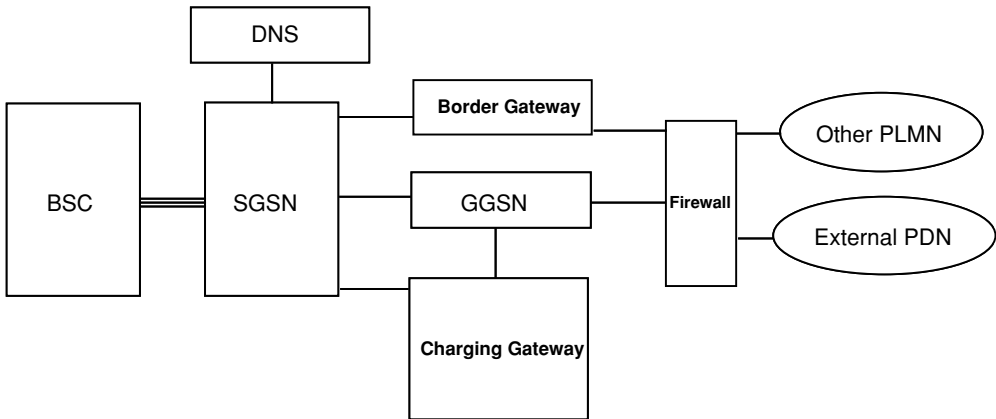 DNS
Border Gateway
Other PLMN
BSC
SGSN
GGSN
Firewall
External PDN
Charging Gateway